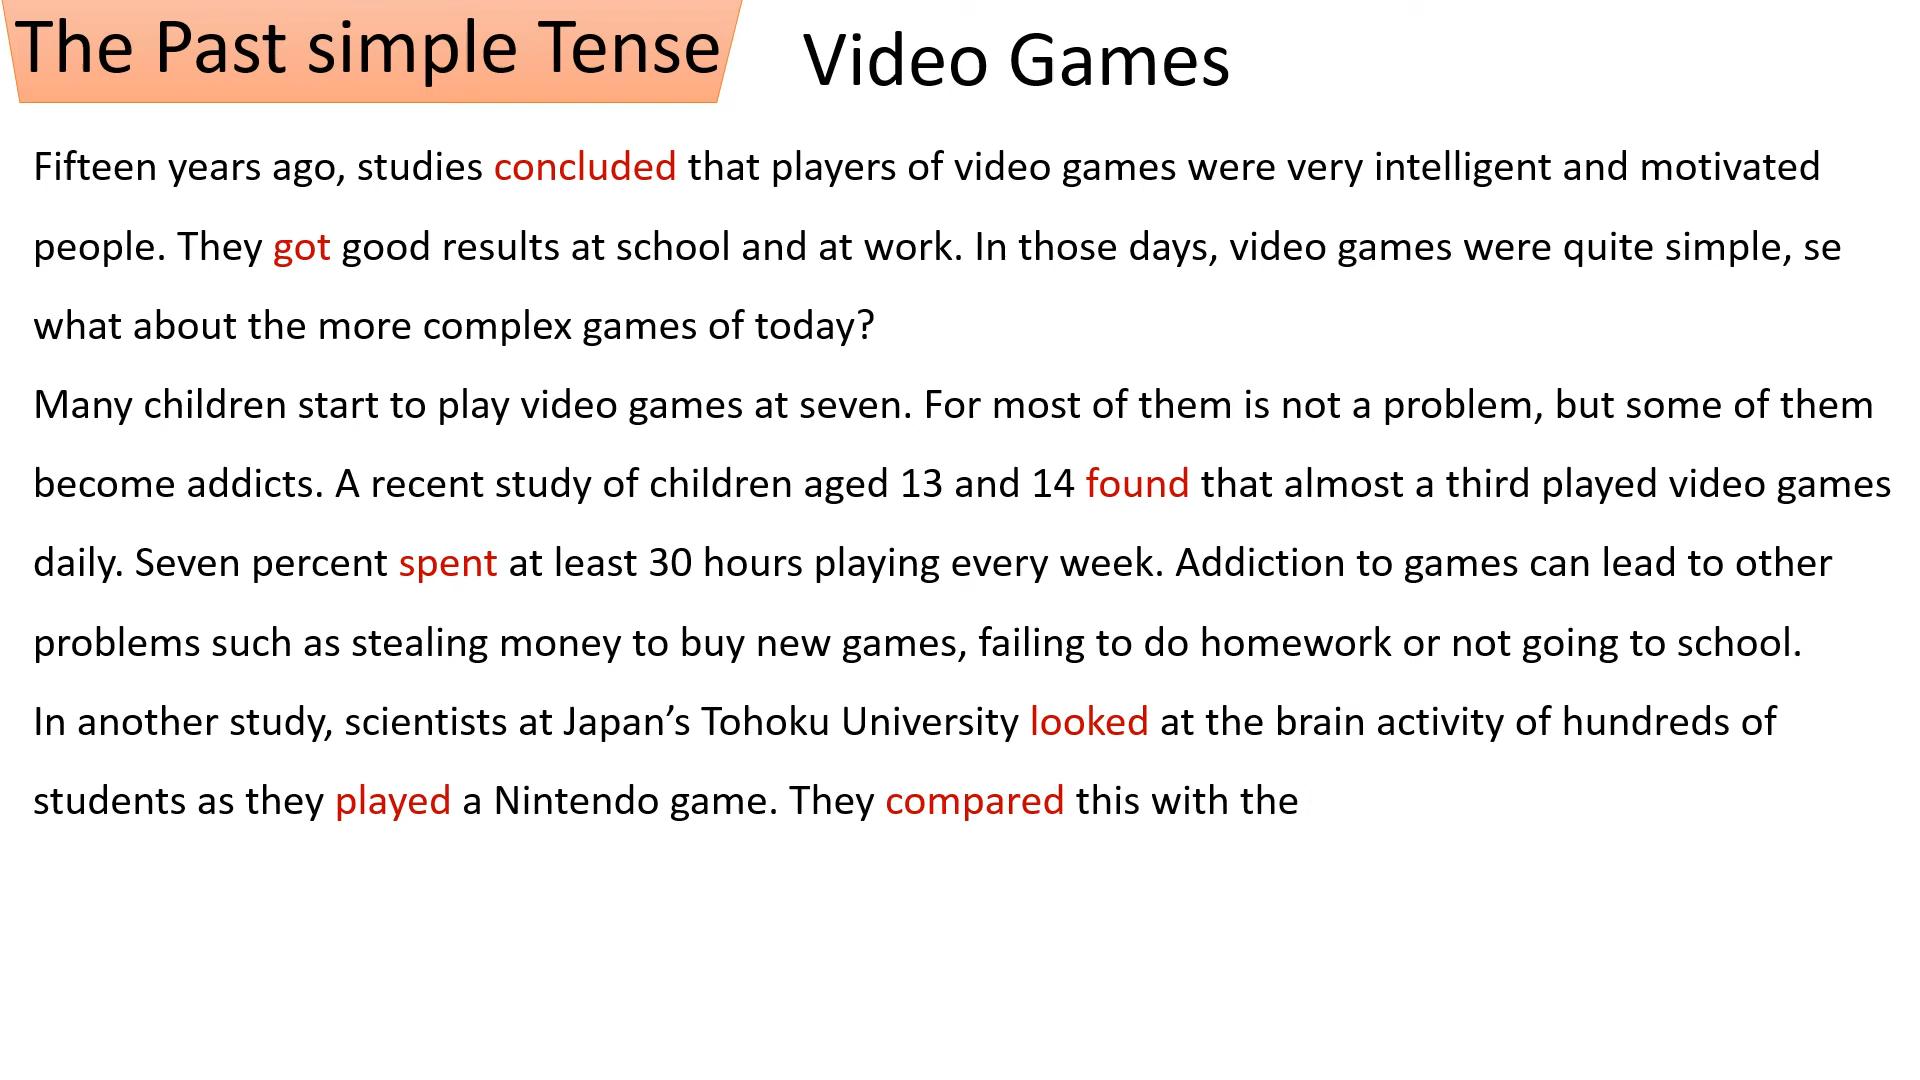 The Past simple Tense
Video Games
Fifteen years ago, studies concluded that players of video games were very intelligent and motivated
people. They got good results at school and at work. In those days, video games were quite simple, se
what about the more complex games of today?
Many children start to play video games at seven. For most of them is not a problem, but some of them
become addicts. A recent study of children aged 13 and 14 found that almost a third played video games
daily. Seven percent spent at least 30 hours playing every week. Addiction to games can lead to other
problems such as stealing money to buy new games, failing to do homework or not going to school.
In another study, scientists at Japan’s Tohoku University looked at the brain activity of hundreds of
students as they played a Nintendo game. They compared this with the